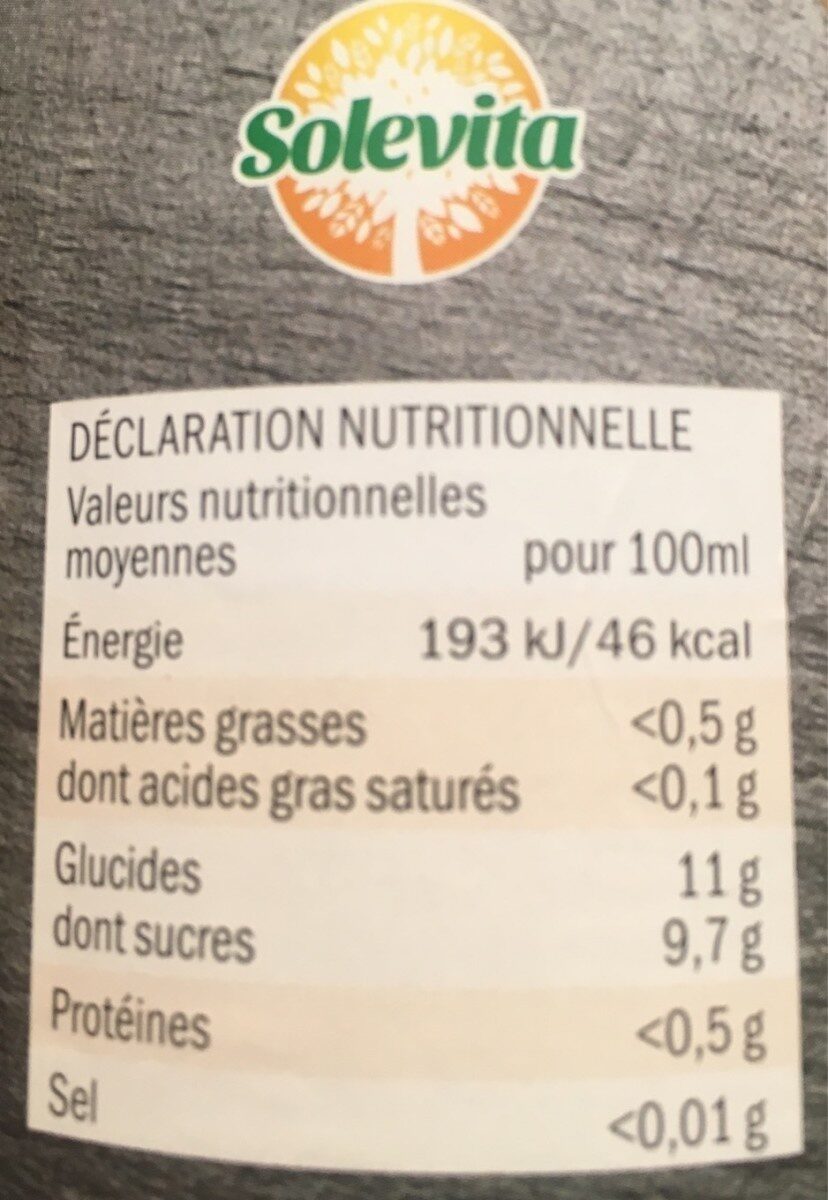 Solevita
DÉCLARATION NUTRITIONNELLE
Valeurs nutritionnelles
moyennes pour 100ml
Énergie 193 kJ/46 kcal
Matières grasses <0,5 g
dont acides gras saturés <0,1 g
Glucides 11 g
dont sucres 9,7 g
Protéines <0,5 g
Sel <0,01 g